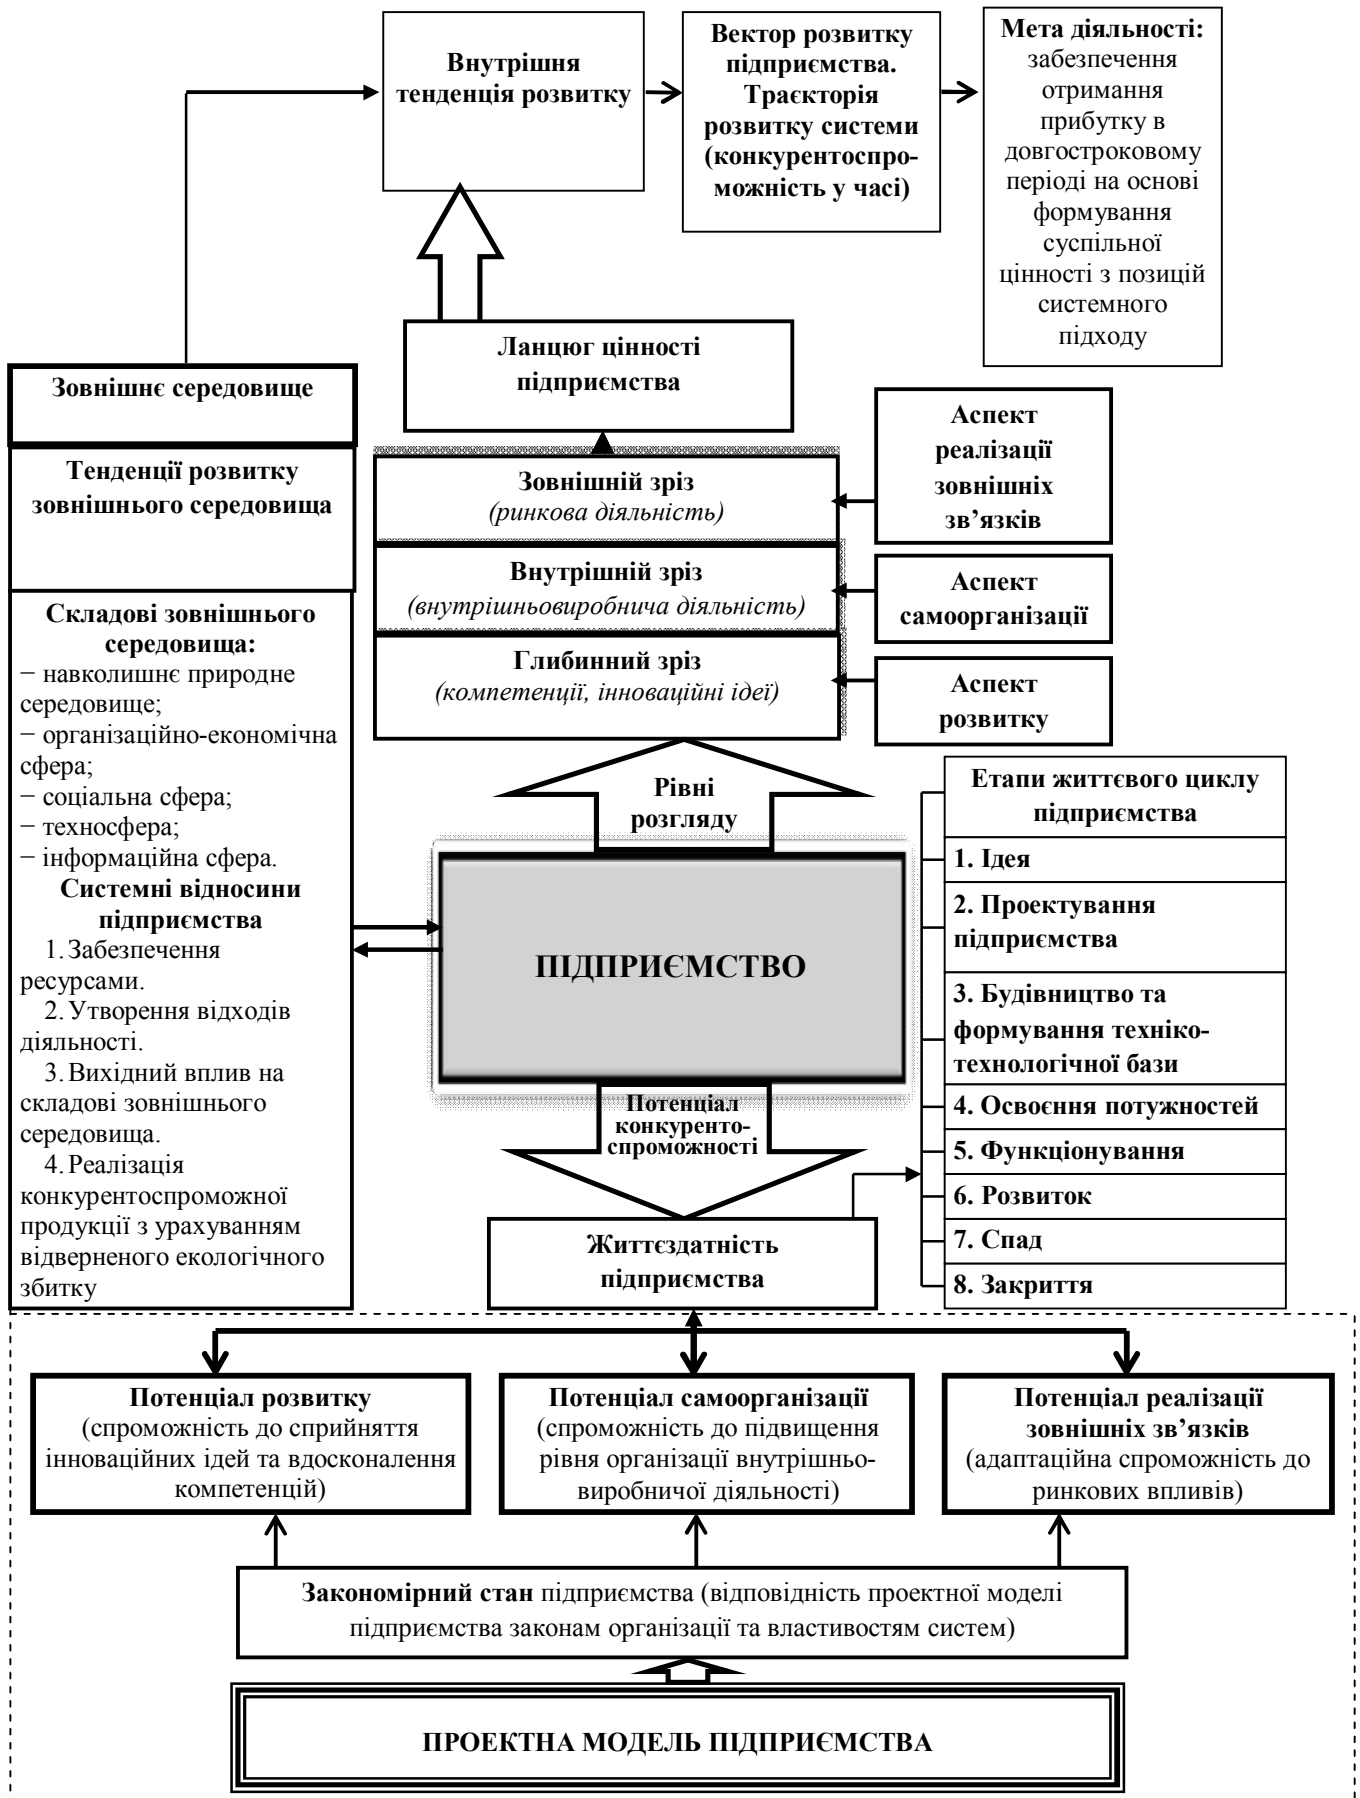 Внутрішня
тенденція розвитку
Вектор розвитку
підприємства.
Траєкторія
розвитку системи
(конкурентоспро-
можність у часі)
Мета діяльності:
забезпечення
отримання
прибутку в
довгостроковому
періоді на основі
формування
суспільної
цінності з позицій
системного
підходу
Ланцюг цінності
підприємства
Зовнішнє середовище
Тенденції розвитку
зовнішнього середовища
Складові зовнішнього
середовища:
− навколишнє природне
середовище;
− організаційно-економічна
сфера;
− соціальна сфера;
− техносфера;
− інформаційна сфера.
Системні відносини
підприємства
1. Забезпечення
ресурсами.
2. Утворення відходів
діяльності.
3. Вихідний вплив на
складові зовнішнього
середовища.
4. Реалізація
конкурентоспроможної
продукції з урахуванням
відверненого екологічного
збитку
Зовнішній зріз
(ринкова діяльність)
Внутрішній зріз
(внутрішньовиробнича діяльність)
Глибинний зріз
(компетенції, інноваційні ідеї)
Аспект
реалізації
зовнішніх
зв’язків
Аспект
самоорганізації
Аспект
розвитку
Рівні
розгляду
ПІДПРИЄМСТВО
Потенціал
конкуренто-
спроможності
Життєздатність
підприємства
Етапи життєвого циклу
підприємства
1. Ідея
2. Проектування
підприємства
3. Будівництво та
формування техніко-
технологічної бази
4. Освоєння потужностей
5. Функціонування
6. Розвиток
7. Спад
8. Закриття
Потенціал розвитку
(спроможність до сприйняття
інноваційних ідей та вдосконалення
компетенцій)
Потенціал самоорганізації
(спроможність до підвищення
рівня організації внутрішньо-
виробничої діяльності)
Потенціал реалізації
зовнішніх зв’язків
(адаптаційна спроможність до
ринкових впливів)
Закономірний стан підприємства (відповідність проектної моделі
підприємства законам організації та властивостям систем)
ПРОЕКТНА МОДЕЛЬ ПІДПРИЄМСТВА